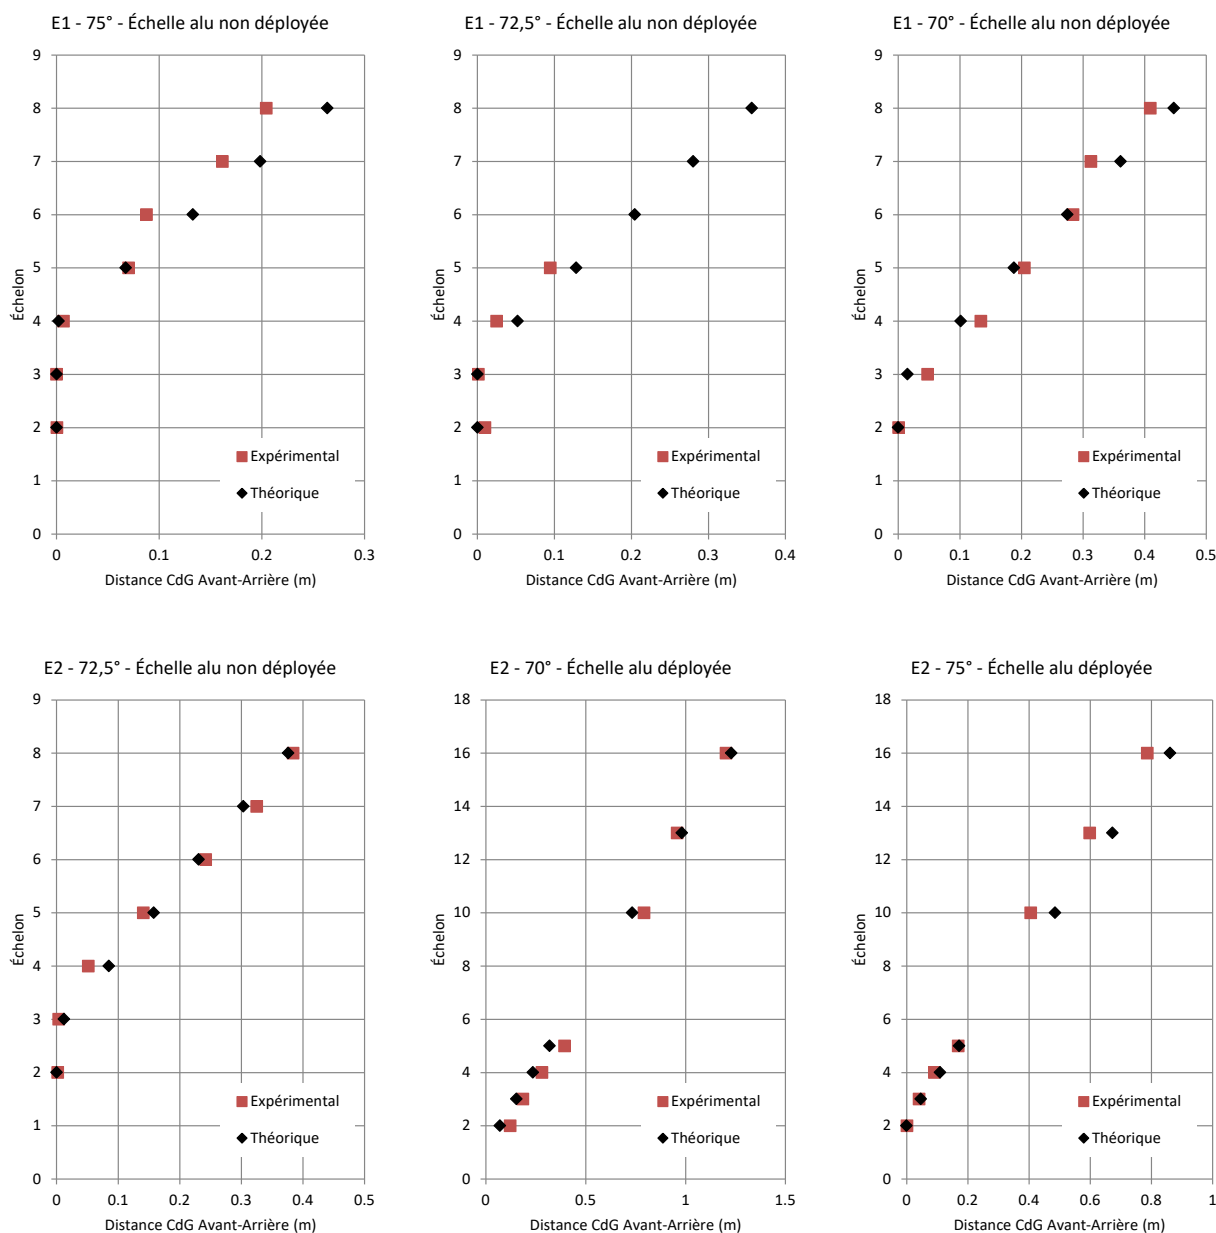 E1 - 75° - Échelle alu non déployée
9
8
7
6
5
4
3
2
1
0
Échelon
Expérimental
Théorique
0 0.1 0.2 0.3
Distance CdG Avant-Arrière (m)
E1 - 72,5° - Échelle alu non déployée
9
8
7
6
5
4
3
2
1
0
Échelon
Expérimental
Théorique
0 0.1 0.2 0.3 0.4
Distance CdG Avant-Arrière (m)
E1 - 70° - Échelle alu non déployée
9
8
7
6
5
4
3
2
1
0
Échelon
Expérimental
Théorique
0 0.1 0.2 0.3 0.4 0.5
Distance CdG Avant-Arrière (m)
E2 - 72,5° - Échelle alu non déployée
9
8
7
6
5
4
3
2
1
0
Échelon
Expérimental
Théorique
0 0.1 0.2 0.3 0.4 0.5
Distance CdG Avant-Arrière (m)
E2 - 70° - Échelle alu déployée
18
16
14
12
10
8
6
4
2
0
Échelon
Expérimental
Théorique
0 0.5 1 1.5
Distance CdG Avant-Arrière (m)
E2 - 75° - Échelle alu déployée
18
16
14
12
10
8
6
4
2
0
Échelon
Expérimental
Théorique
0 0.2 0.4 0.6 0.8 1
Distance CdG Avant-Arrière (m)